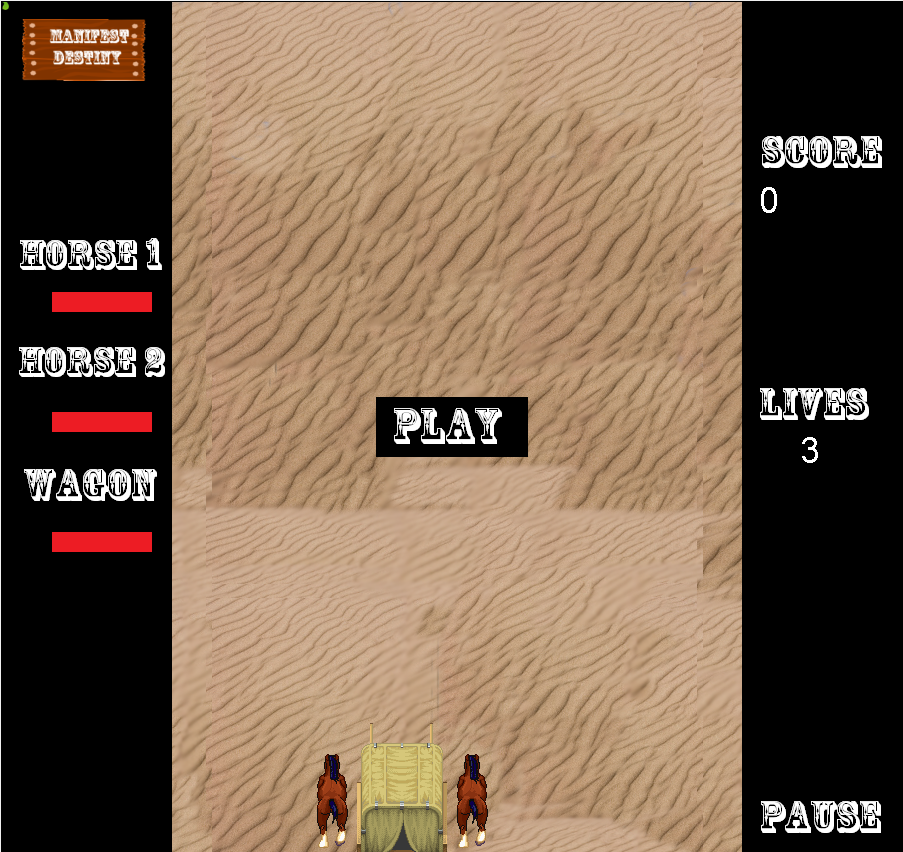 MANIFEST
DESTINY
HORSE 1
HORSE 2
WAGON
PLAY
SCORE
0
LIVES
3
PAUSE